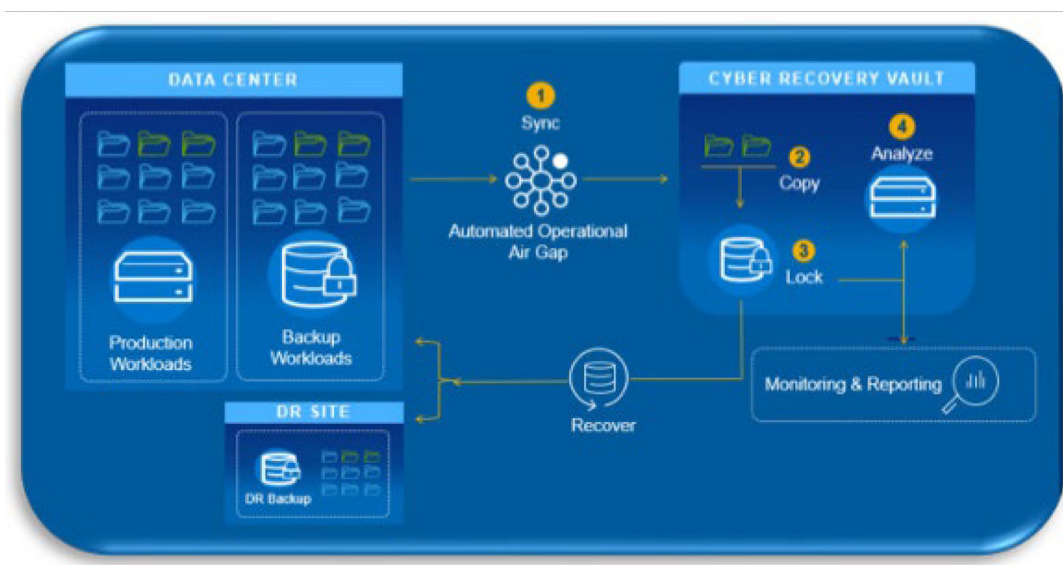 DATA CENTER
Production
Workloads
Backup
Workloads
1
Sync
Automated Operational
Air Gap
CYBER RECOVERY VAULT
2
Copy
3
Lock
4
Analyze
Monitoring & Reporting
Recover
DR SITE
DR Backup